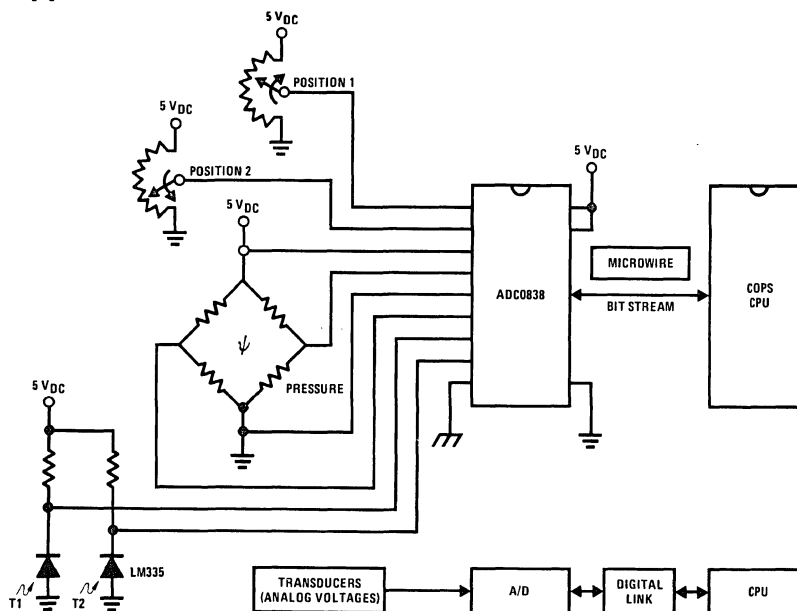 5 VDC
POSITION 1
5 VDC
POSITION 2
5 VDC
5 VDC
MICROWIRE
ADC0838
BIT STREAM
COPS
CPU
ψ
PRESSURE
5 VDC
T1
T2
LM335
TRANSDUCERS
(ANALOG VOLTAGES)
A/D
DIGITAL
LINK
CPU